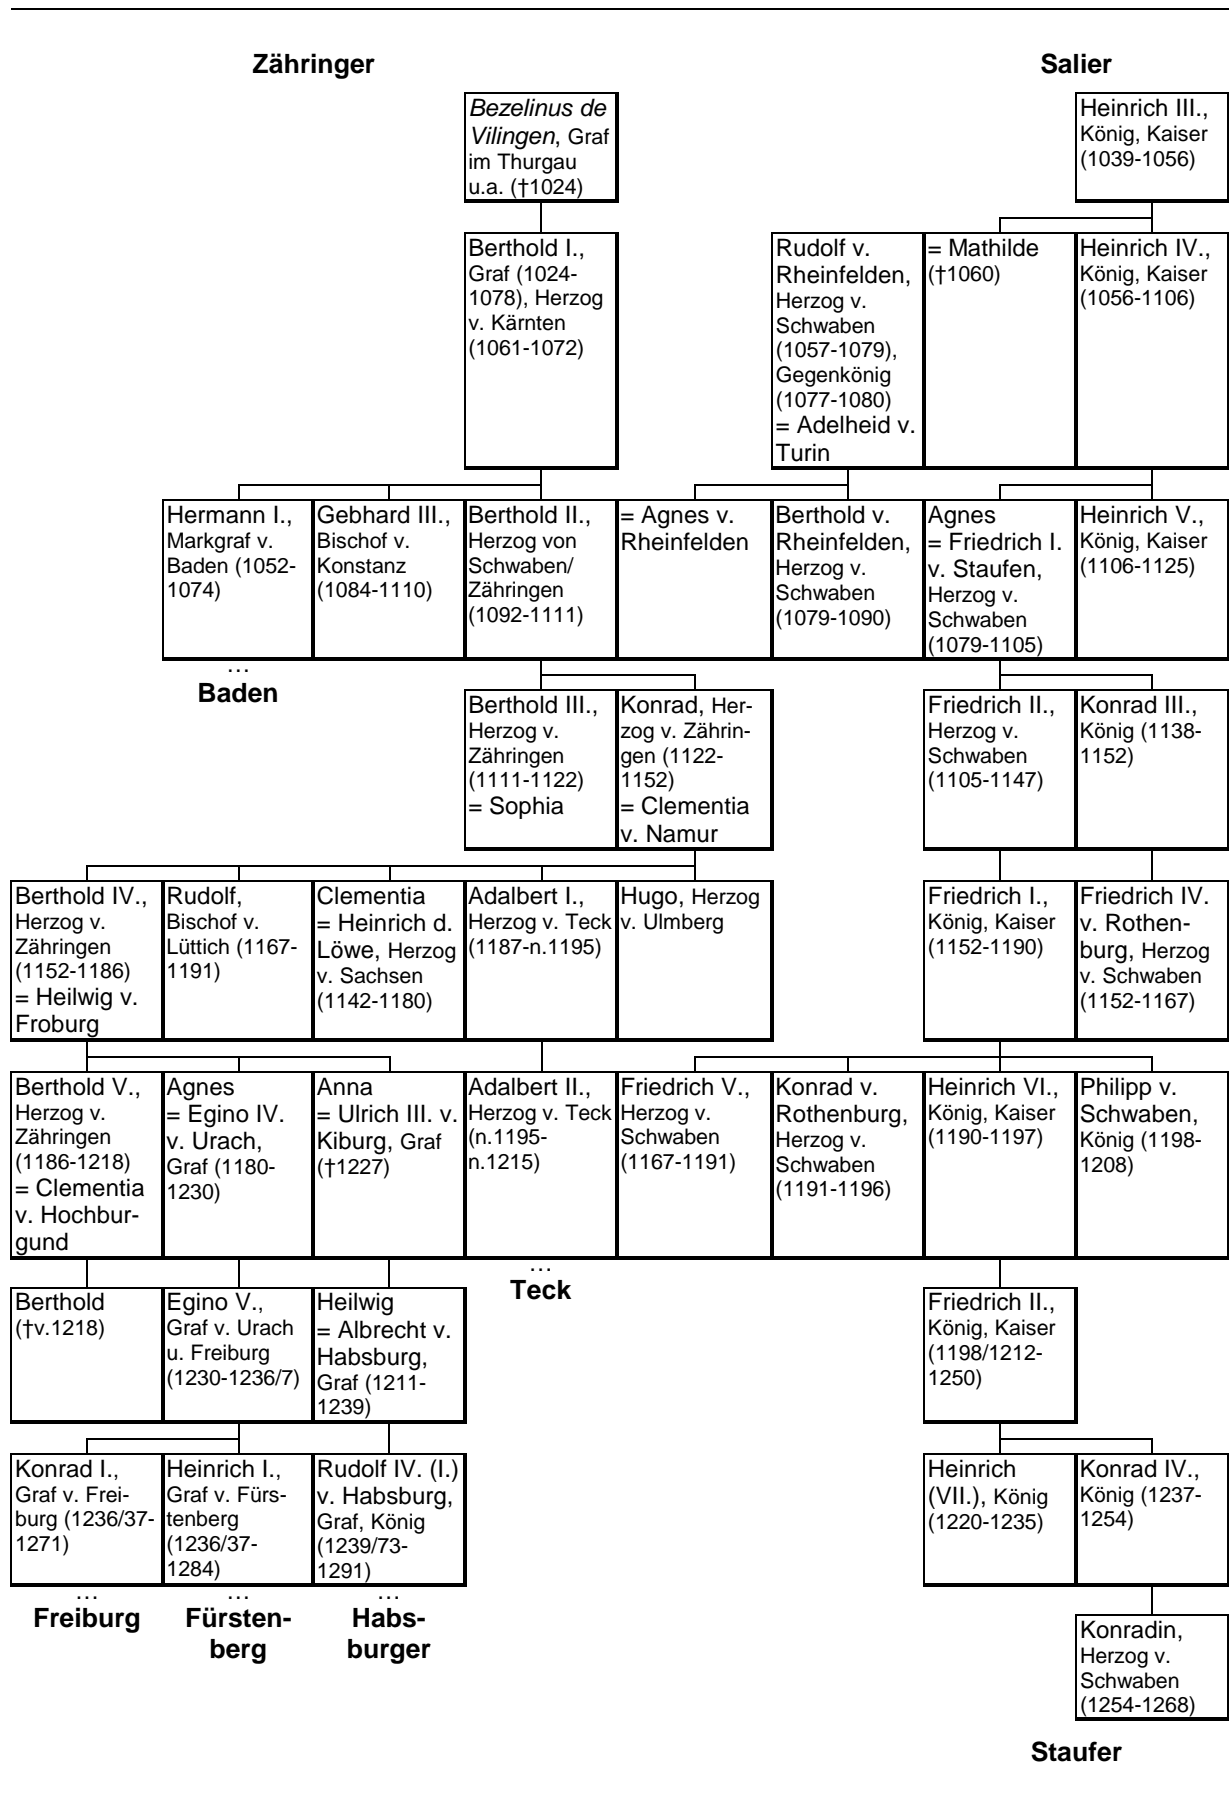 Zähringer
Salier
Bezelinus de
Vilingen, Graf
im Thurgau
u.a. (†1024)
Heinrich III.,
König, Kaiser
(1039-1056)
Berthold I.,
Graf (1024-
1078), Herzog
v. Kärnten
(1061-1072)
Rudolf v.
Rheinfelden,
Herzog v.
Schwaben
(1057-1079),
Gegenkönig
(1077-1080)
= Adelheid v.
Turin
= Mathilde
(†1060)
Heinrich IV.,
König, Kaiser
(1056-1106)
Hermann I.,
Markgraf v.
Baden (1052-
1074)
Gebhard III.,
Bischof v.
Konstanz
(1084-1110)
Berthold II.,
Herzog von
Schwaben/
Zähringen
(1092-1111)
= Agnes v.
Rheinfelden
Berthold v.
Rheinfelden,
Herzog v.
Schwaben
(1079-1090)
Agnes
= Friedrich I.
v. Staufen,
Herzog v.
Schwaben
(1079-1105)
Heinrich V.,
König, Kaiser
(1106-1125)
…
Baden
Berthold III.,
Herzog v.
Zähringen
(1111-1122)
= Sophia
Konrad, Her-
zog v. Zährin-
gen (1122-
1152)
= Clementia
v. Namur
Friedrich II.,
Herzog v.
Schwaben
(1105-1147)
Konrad III.,
König (1138-
1152)
Berthold IV.,
Herzog v.
Zähringen
(1152-1186)
= Heilwig v.
Froburg
Rudolf,
Bischof v.
Lüttich (1167-
1191)
Clementia
= Heinrich d.
Löwe, Herzog
v. Sachsen
(1142-1180)
Adalbert I.,
Herzog v. Teck
(1187-n.1195)
Hugo, Herzog
v. Ulmberg
Friedrich I.,
König, Kaiser
(1152-1190)
Friedrich IV.
v. Rothen-
burg, Herzog
v. Schwaben
(1152-1167)
Berthold V.,
Herzog v.
Zähringen
(1186-1218)
= Clementia
v. Hochbur-
gund
Agnes
= Egino IV.
v. Urach,
Graf (1180-
1230)
Anna
= Ulrich III. v.
Kiburg, Graf
(†1227)
Adalbert II.,
Herzog v. Teck
(n.1195-
n.1215)
Friedrich V.,
Herzog v.
Schwaben
(1167-1191)
Konrad v.
Rothenburg,
Herzog v.
Schwaben
(1191-1196)
Heinrich VI.,
König, Kaiser
(1190-1197)
Philipp v.
Schwaben,
König (1198-
1208)
…
Teck
Berthold
(†v.1218)
Egino V.,
Graf v. Urach
u. Freiburg
(1230-1236/7)
Heilwig
= Albrecht v.
Habsburg,
Graf (1211-
1239)
Friedrich II.,
König, Kaiser
(1198/1212-
1250)
Konrad I.,
Graf v. Frei-
burg (1236/37-
1271)
Heinrich I.,
Graf v. Fürs-
tenberg
(1236/37-
1284)
Rudolf IV. (I.)
v. Habsburg,
Graf, König
(1239/73-
1291)
Heinrich
(VII.), König
(1220-1235)
Konrad IV.,
König (1237-
1254)
…
Freiburg
…
Fürsten-
berg
…
Habs-
burger
Konradin,
Herzog v.
Schwaben
(1254-1268)
Staufer